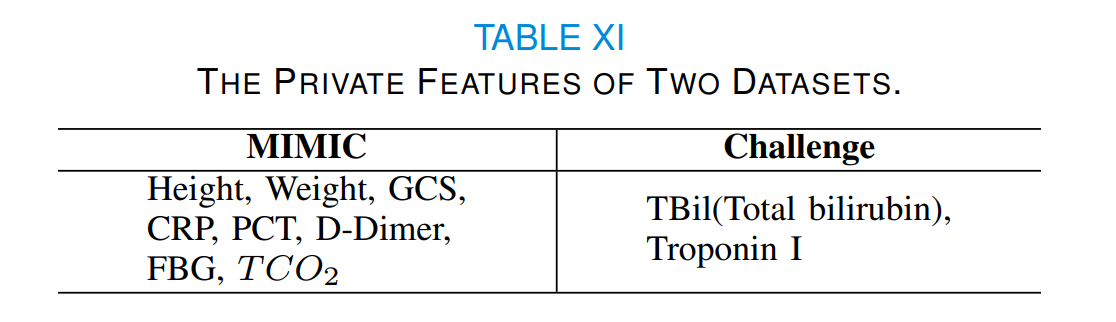 TABLE XI
THE PRIVATE FEATURES OF TWO DATASETS.
MIMIC
Challenge
Height, Weight, GCS,
CRP, PCT, D-Dimer,
FBG, TCO₂
TBil(Total bilirubin),
Troponin I